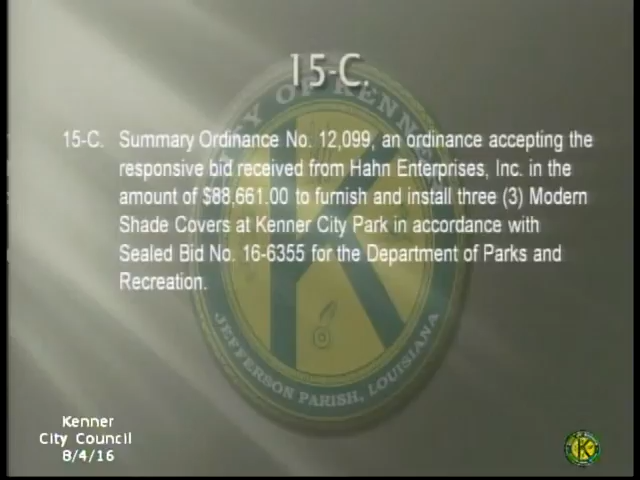 15-C.
CITY OF KENNER
15-C. Summary Ordinance No. 12,099, an ordinance accepting the
responsive bid received from Hahn Enterprises, Inc. in the
amount of $88,661.00 to furnish and install three (3) Modern
Shade Covers at Kenner City Park in accordance with
Sealed Bid No. 16-6355 for the Department of Parks and
Recreation.
K
JEFFERSON PARISH, LOUISIANA
Kenner
City Council
8/4/16
K